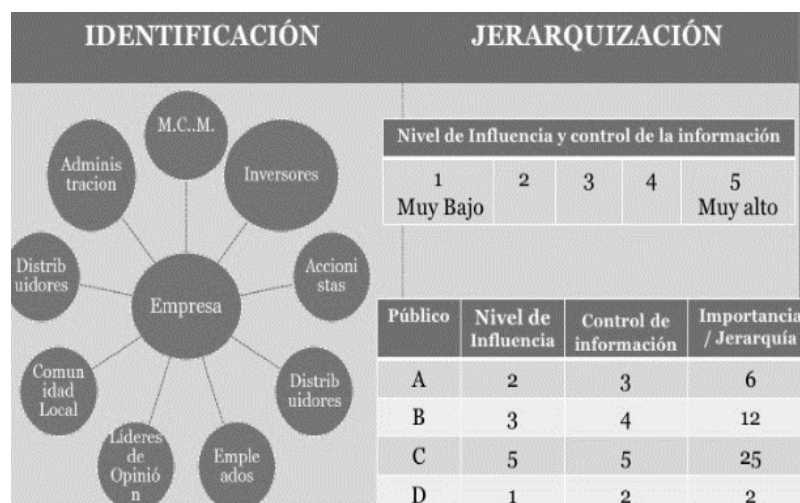 IDENTIFICACIÓN
JERARQUIZACIÓN
M.C..M.
Adminis
tracion
Inversores
Distrib
uidores
Accioni
stas
Empresa
Comun
idad
Local
Distrib
uidores
Líderes
de
Opinió
n
Emple
ados
Nivel de Influencia y control de la información
1 2 3 4 5
Muy Bajo Muy alto
Público Nivel de Influencia Control de información Importancia / Jerarquía
A 2 3 6
B 3 4 12
C 5 5 25
D 1 2 2